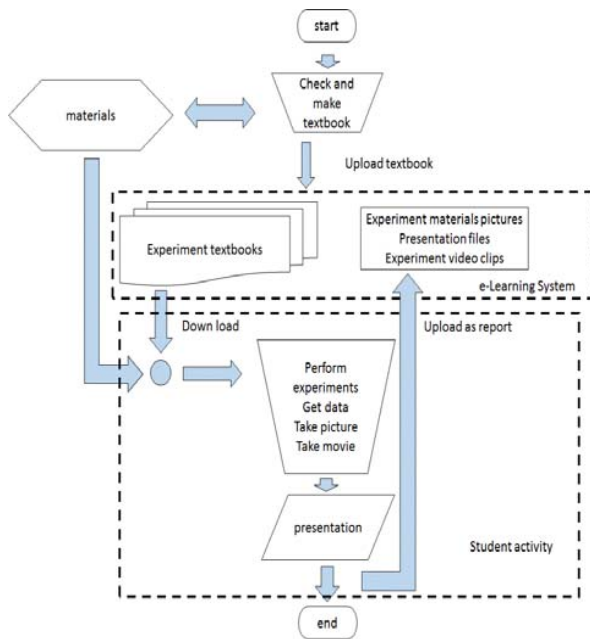 start
Check and
make
textbook
materials
Upload textbook
Experiment textbooks
Experiment materials pictures
Presentation files
Experiment video clips
e-Learning System
Down load
Upload as report
Perform
experiments
Get data
Take picture
Take movie
presentation
Student activity
end